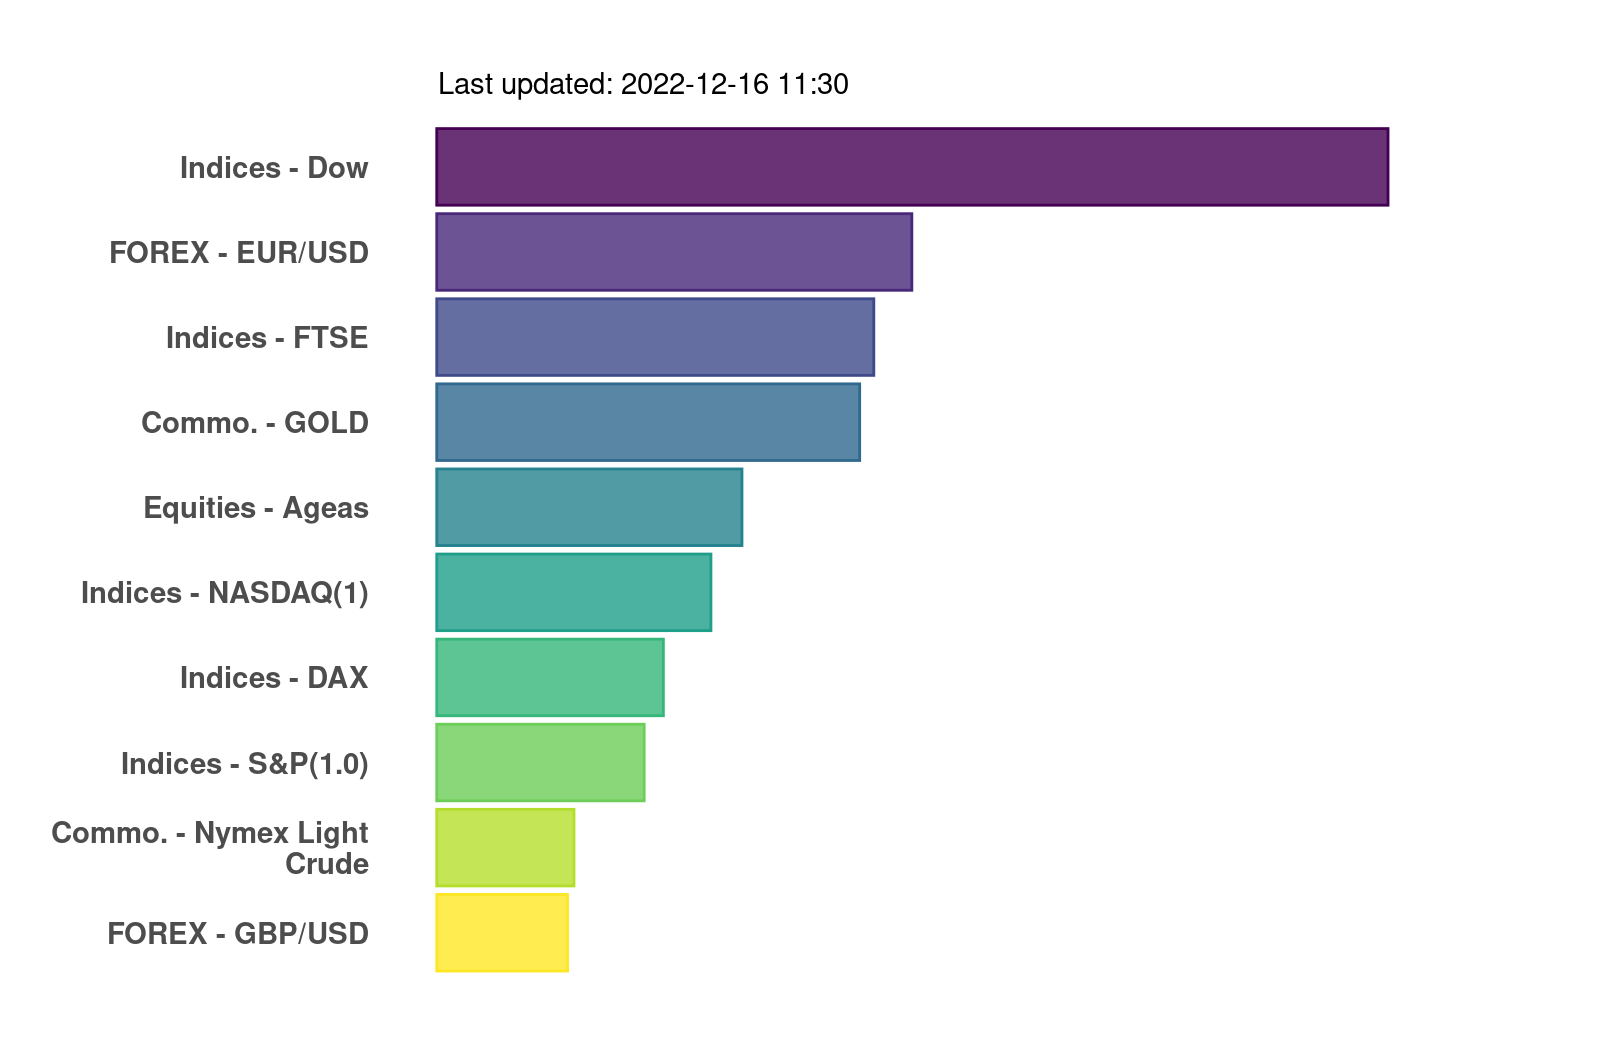 Last updated: 2022-12-16 11:30
Indices - Dow
FOREX - EUR/USD
Indices - FTSE
Commo. - GOLD
Equities - Ageas
Indices - NASDAQ(1)
Indices - DAX
Indices - S&P(1.0)
Commo. - Nymex Light
Crude
FOREX - GBP/USD